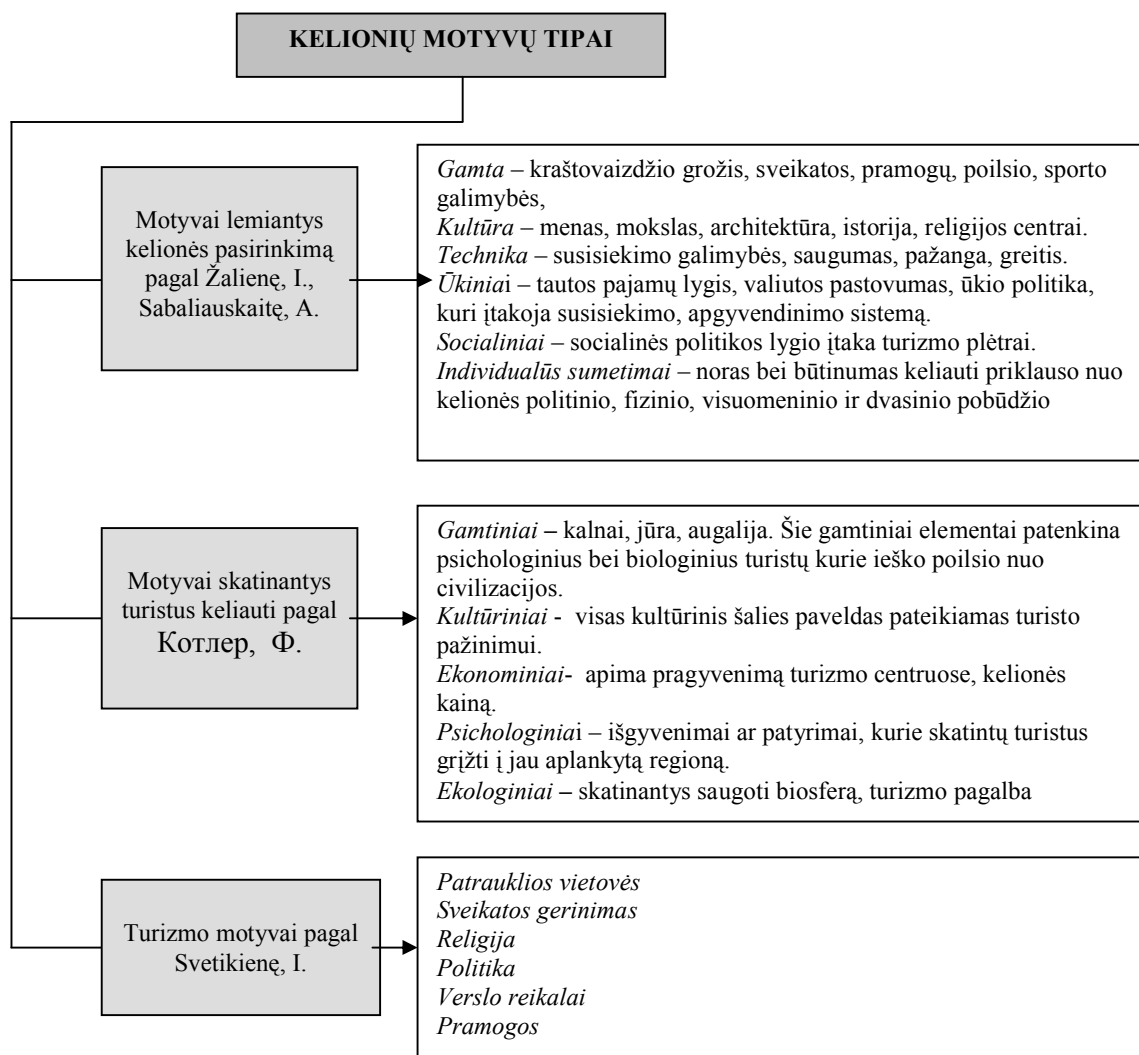 KELIONIŲ MOTYVŲ TIPAI
Motyvai lemiantys
kelionės pasirinkimą
pagal Žalienę, I.,
Sabaliauskaitę, A.
Gamta – kraštovaizdžio grožis, sveikatos, pramogų, poilsio, sporto
galimybės,
Kultūra – menas, mokslas, architektūra, istorija, religijos centrai.
Technika – susisiekimo galimybės, saugumas, pažanga, greitis.
Ūkiniai – tautos pajamų lygis, valiutos pastovumas, ūkio politika,
kuri įtakoja susisiekimo, apgyvendinimo sistemą.
Socialiniai – socialinės politikos lygio įtaka turizmo plėtrai.
Individualūs sumetimai – noras bei būtinumas keliauti priklauso nuo
kelionės politinio, fizinio, visuomeninio ir dvasinio pobūdžio
Motyvai skatinantys
turistus keliauti pagal
Котлер, Ф.
Gamtiniai – kalnai, jūra, augalija. Šie gamtiniai elementai patenkina
psichologinius bei biologinius turistų kurie ieško poilsio nuo
civilizacijos.
Kultūriniai - visas kultūrinis šalies paveldas pateikiamas turisto
pažinimui.
Ekonominiai- apima pragyvenimą turizmo centruose, kelionės
kainą.
Psichologiniai – išgyvenimai ar patyrimai, kurie skatintų turistus
grįžti į jau aplankytą regioną.
Ekologiniai – skatinantys saugoti biosferą, turizmo pagalba
Turizmo motyvai pagal
Svetikienę, I.
Patrauklios vietovės
Sveikatos gerinimas
Religija
Politika
Verslo reikalai
Pramogos